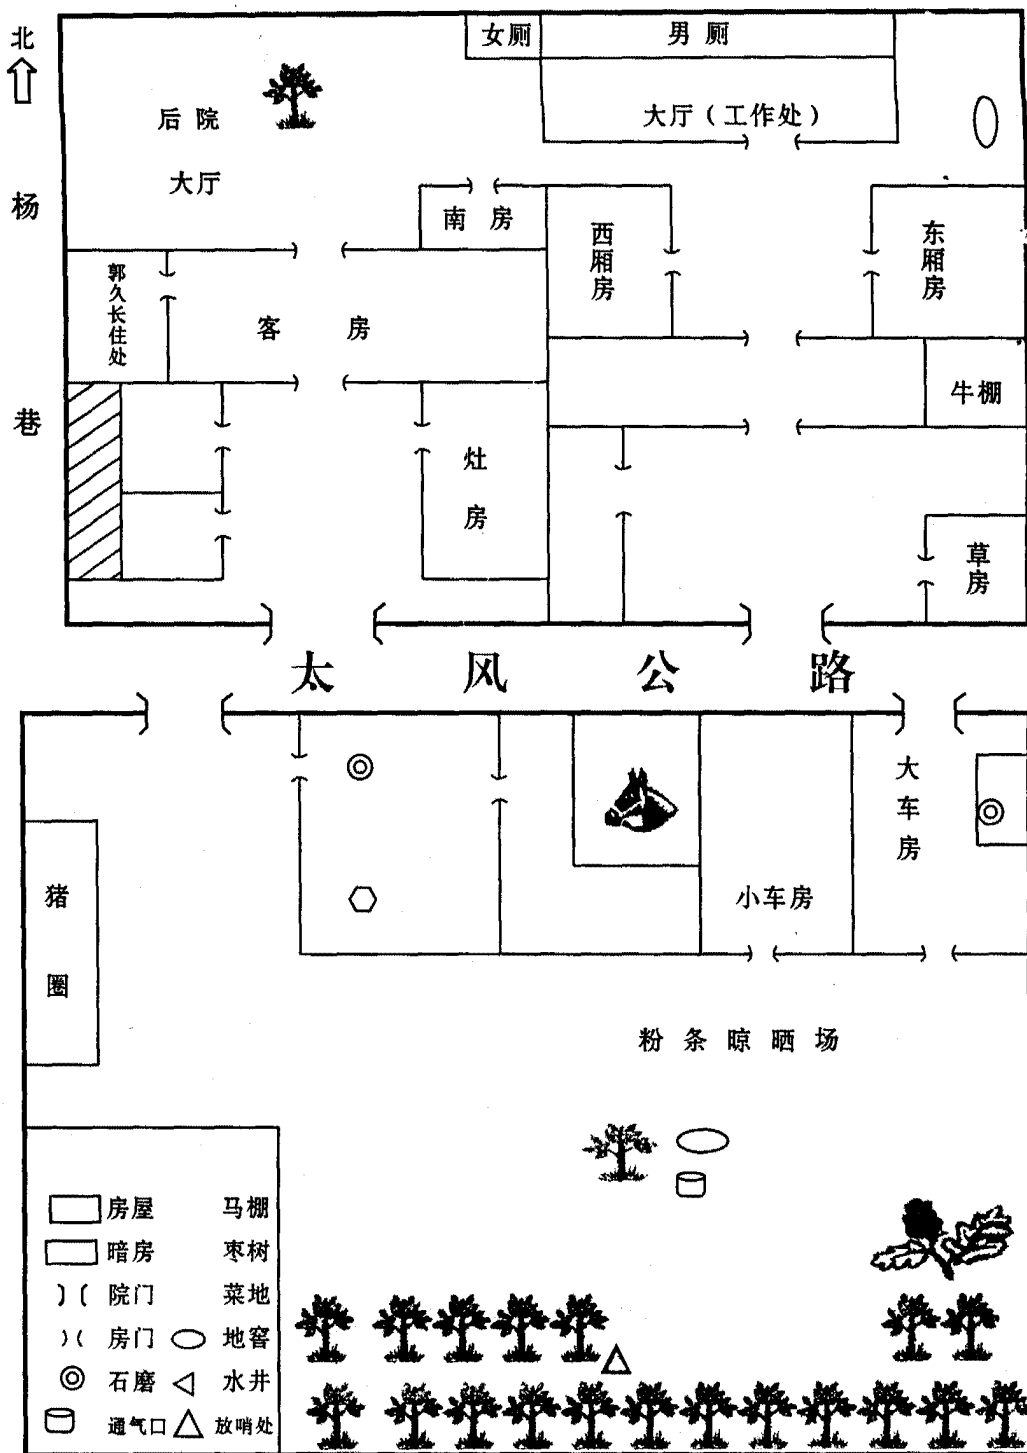 北
杨
巷
女厕 男厕
大厅（工作处）
后院
大厅
南房
西厢房
东厢房
郭久长住处
客房
牛棚
灶房
草房
太风公路
大车房
小车房
猪圈
粉条晾晒场
房屋 马棚
暗房 枣树
院门 菜地
房门 地窖
石磨 水井
通气口 放哨处